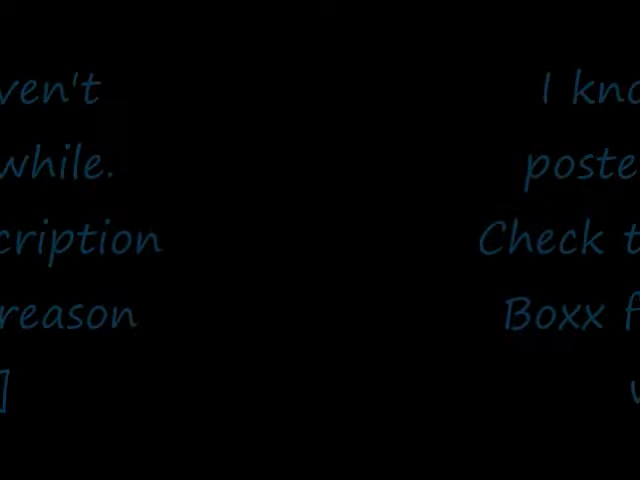 ven't I kno
while. poste
cription Check t
reason Boxx f
]